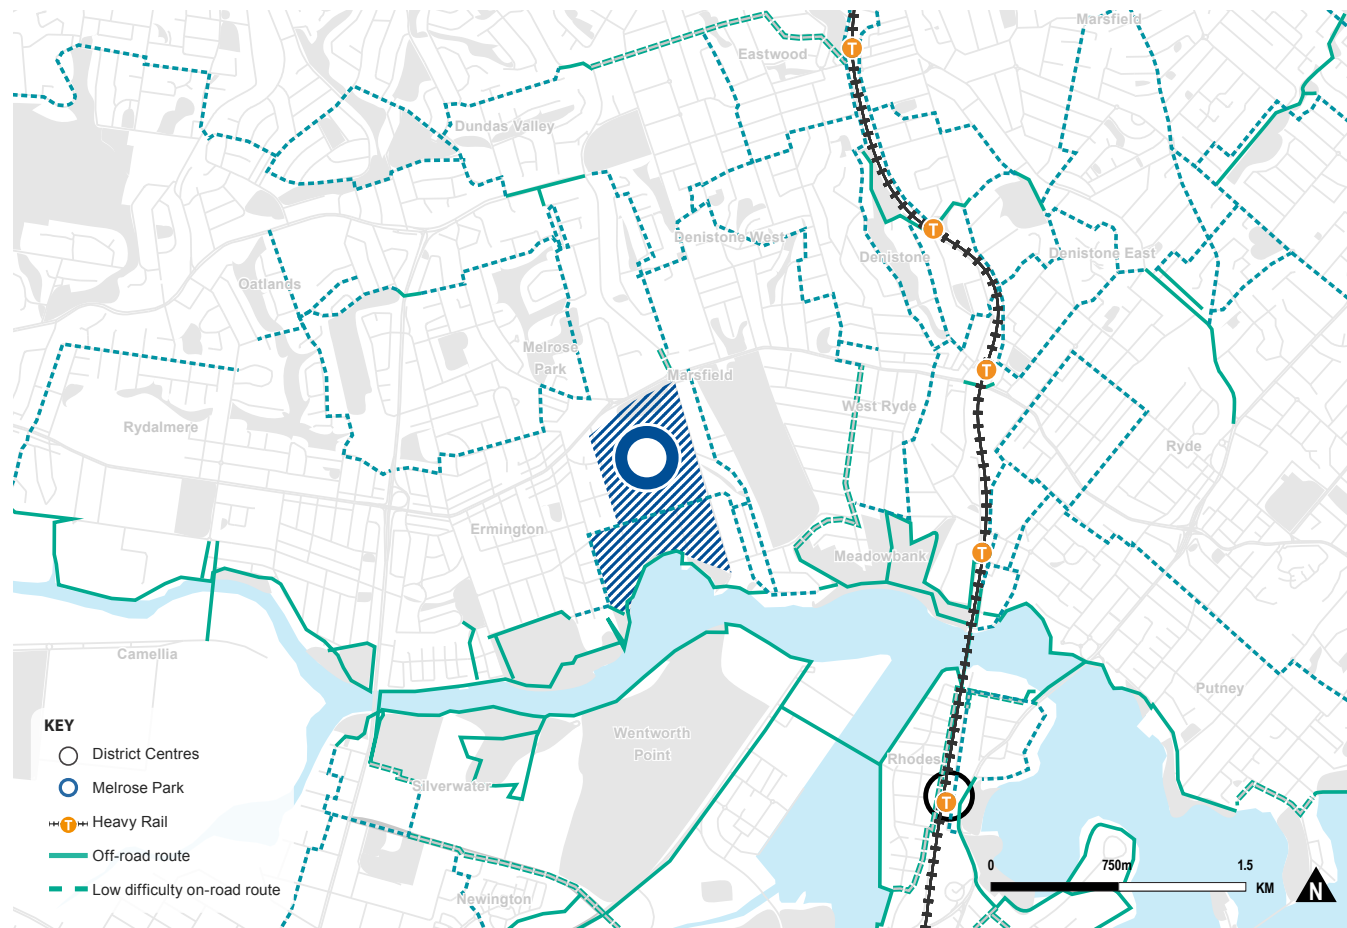 Marsfield
Eastwood
T
Dundas Valley
T
Denistone West
Denistone
Denistone East
Oatlands
Melrose
Park
Marsfield
T
West Ryde
Rydalmere
Ryde
Ermington
Meadowbank
T
Camellia
Putney
Wentworth
Point
Rhodes
Silverwater
T
Newington
KEY
District Centres
Melrose Park
T Heavy Rail
Off-road route
Low difficulty on-road route
0 750m 1.5
KM
N